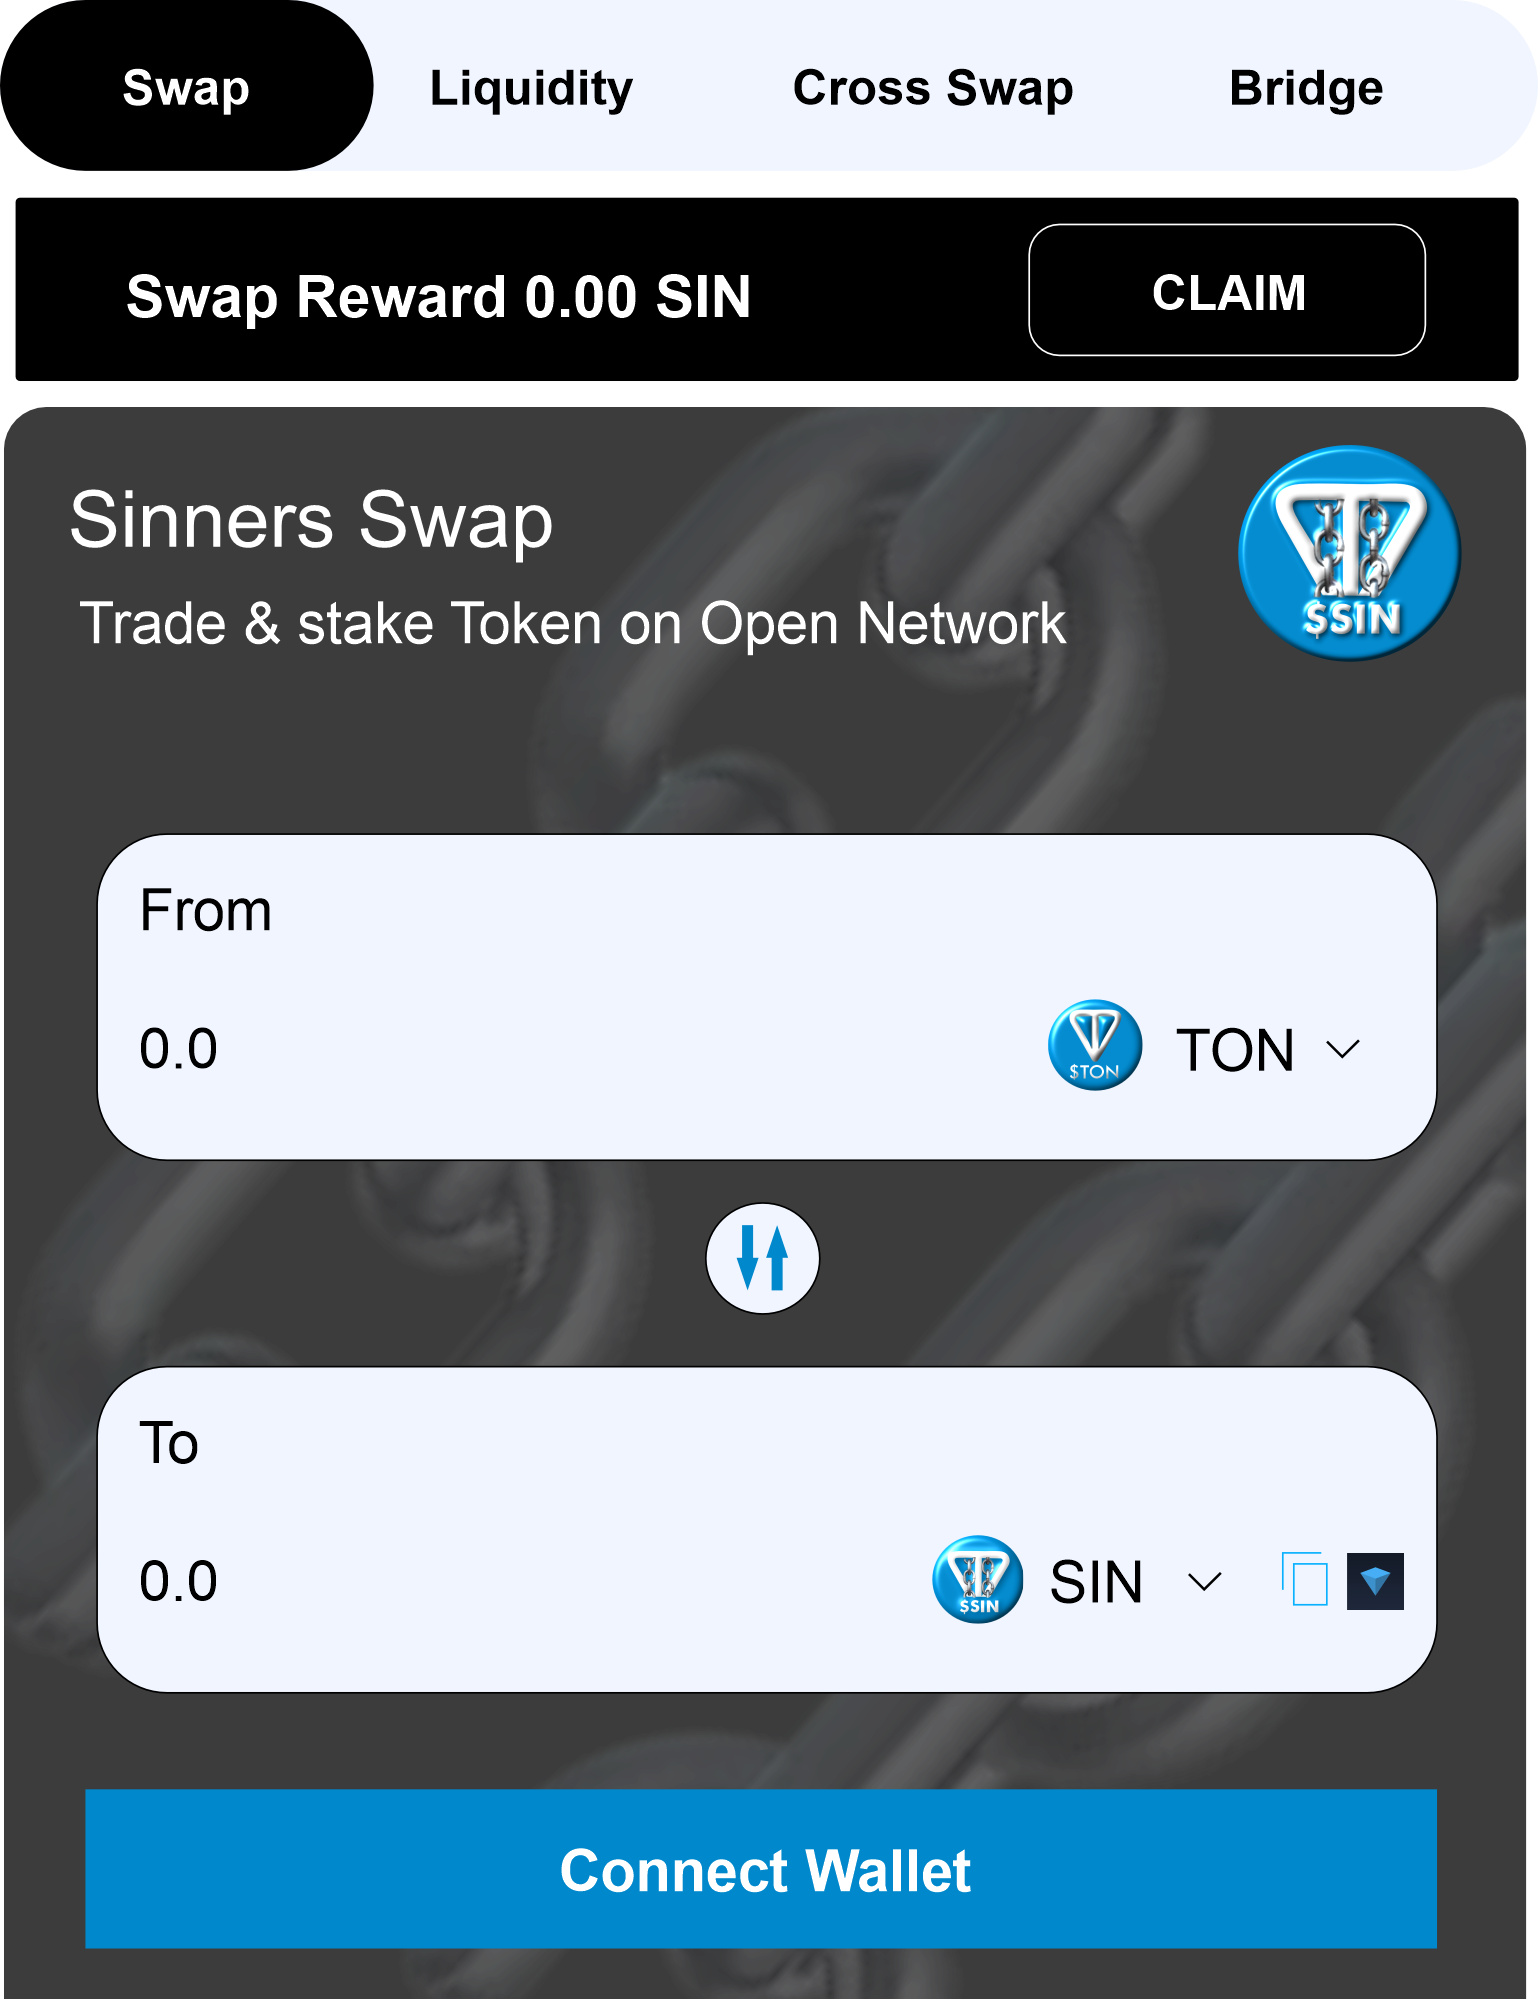 Swap Liquidity Cross Swap Bridge
Swap Reward 0.00 SIN CLAIM
Sinners Swap
$SIN
Trade & stake Token on Open Network
From
0.0 $TON TON
To
0.0 $SIN SIN
Connect Wallet